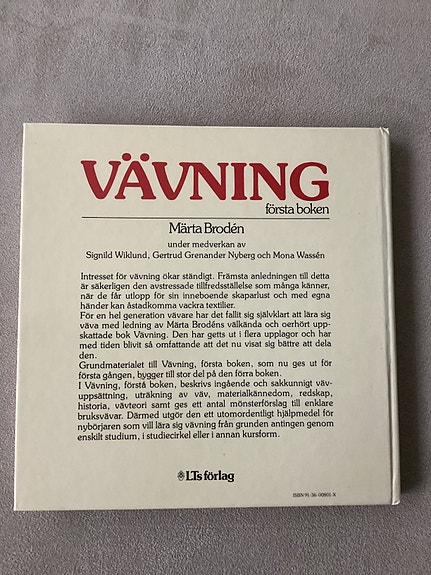 VÄVNING
första boken
Märta Brodén
under medverkan av
Signild Wiklund, Gertrud Grenander Nyberg och Mona Wassén
Intresset för vävning ökar ständigt. Främsta anledningen till detta
är säkerligen den avstressade tillfredsställelse som många känner,
när de får utlopp för sin inneboende skaparlust och med egna
händer kan åstadkomma vackra textilier.
För en hel generation vävare har det fallit sig självklart att lära sig
väva med ledning av Märta Brodéns välkända och oerhört upp-
skattade bok Vävning. Den har getts ut i flera upplagor och har
med tiden blivit så omfattande att det nu visat sig bättre att dela
den.
Grundmaterialet till Vävning, första boken, som nu ges ut för
första gången, bygger till stor del på den förra boken.
I Vävning, första boken, beskrivs ingående och sakkunnigt väv-
uppsättning, uträkning av väv, materialkännedom, redskap,
historia, vävteori samt ges ett antal mönsterförslag till enklare
bruksvävar. Därmed utgör den ett utomordentligt hjälpmedel för
nybörjaren som vill lära sig vävning från grunden antingen genom
enskilt studium, i studiecirkel eller i annan kursform.
LTs förlag
ISBN 91-36-00801-X